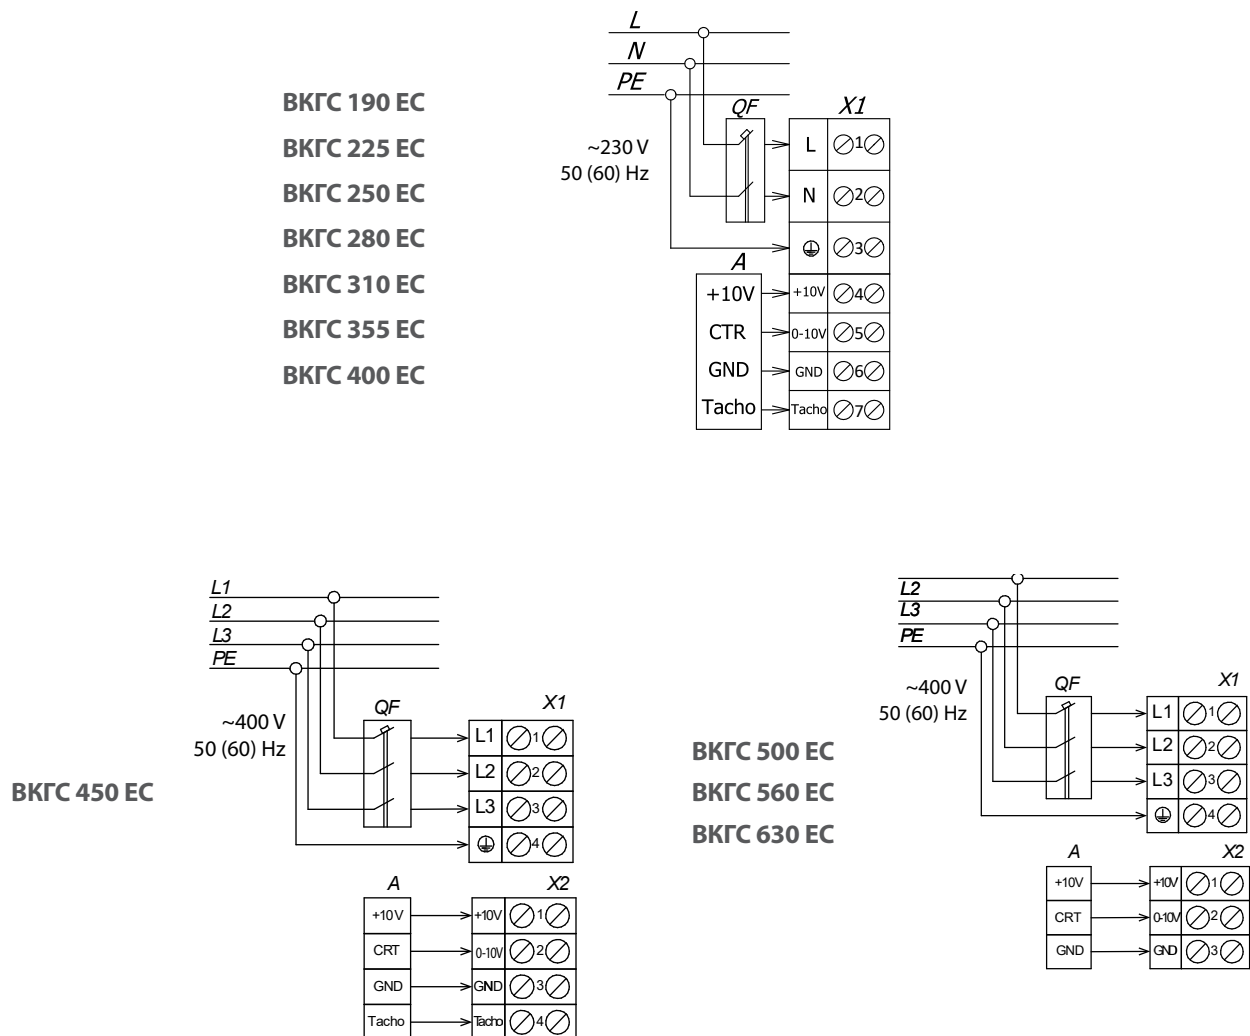 L
N
PE
QF
X1
ВКГС 190 ЕС
ВКГС 225 ЕС
ВКГС 250 ЕС
ВКГС 280 ЕС
ВКГС 310 ЕС
ВКГС 355 ЕС
ВКГС 400 ЕС
~230 V
50 (60) Hz
L 1
N 2
3
A
+10V +10V 4
CTR 0-10V 5
GND GND 6
Tacho Tacho 7
L1
L2
L3
PE
QF
X1
~400 V
50 (60) Hz
L1 1
L2 2
L3 3
4
ВКГС 450 ЕС
A
X2
+10V +10V 1
CRT 0-10V 2
GND GND 3
Tacho Tacho 4
L2
L3
PE
QF
X1
~400 V
50 (60) Hz
L1 1
L2 2
L3 3
4
ВКГС 500 ЕС
ВКГС 560 ЕС
ВКГС 630 ЕС
A
X2
+10V +10V 1
CRT 0-10V 2
GND GND 3